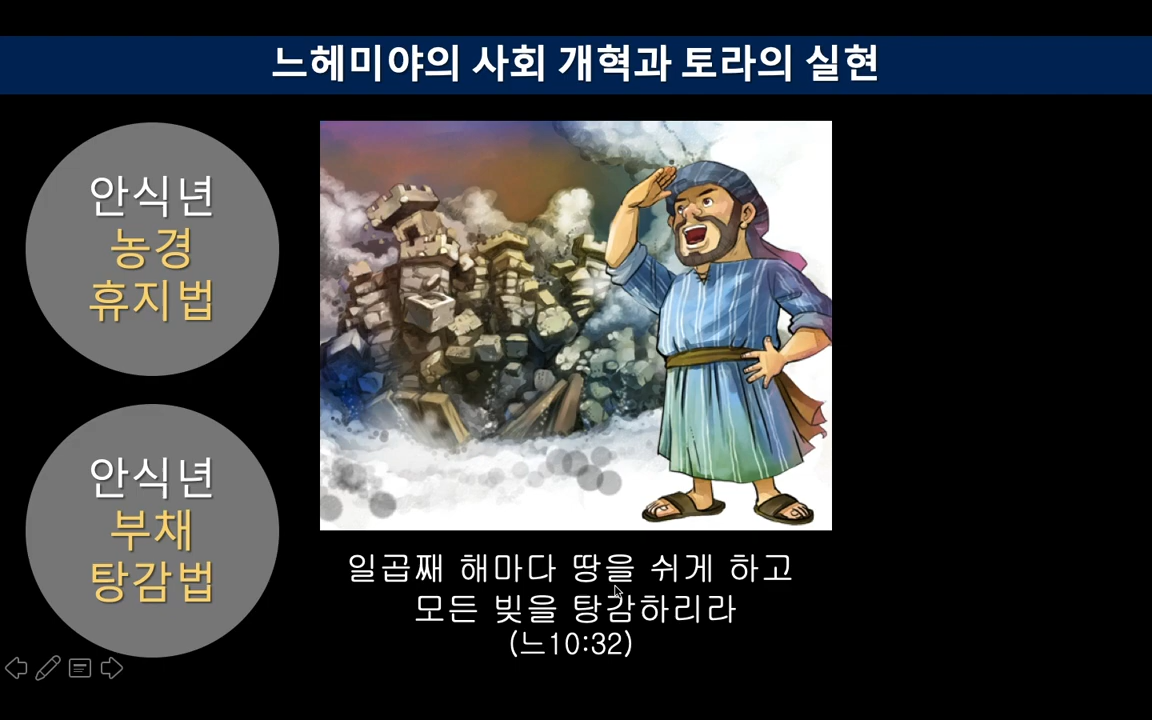 느헤미야의 사회 개혁과 토라의 실현
안식년
농경
휴지법
안식년
부채
탕감법
일곱째 해마다 땅을 쉬게 하고
모든 빚을 탕감하리라
(느10:32)